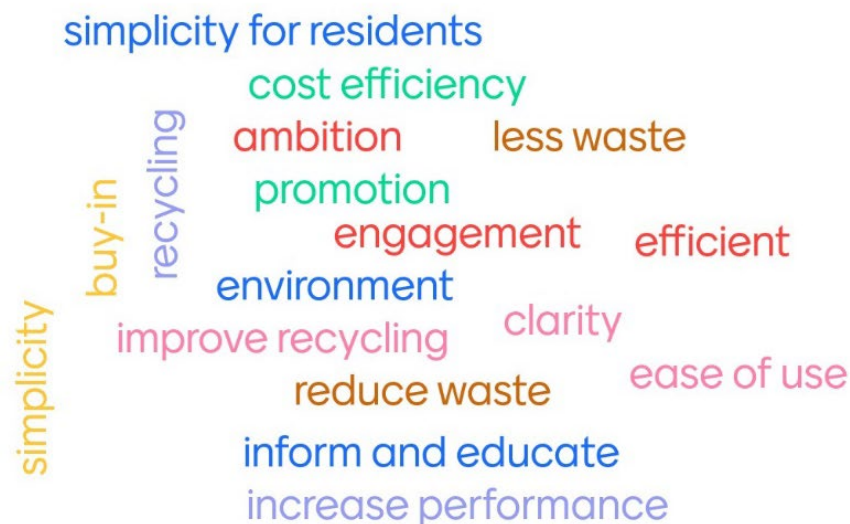 simplicity for residents
cost efficiency
recycling
ambition
less waste
buy-in
promotion
engagement
efficient
environment
simplicity
improve recycling
clarity
ease of use
reduce waste
inform and educate
increase performance